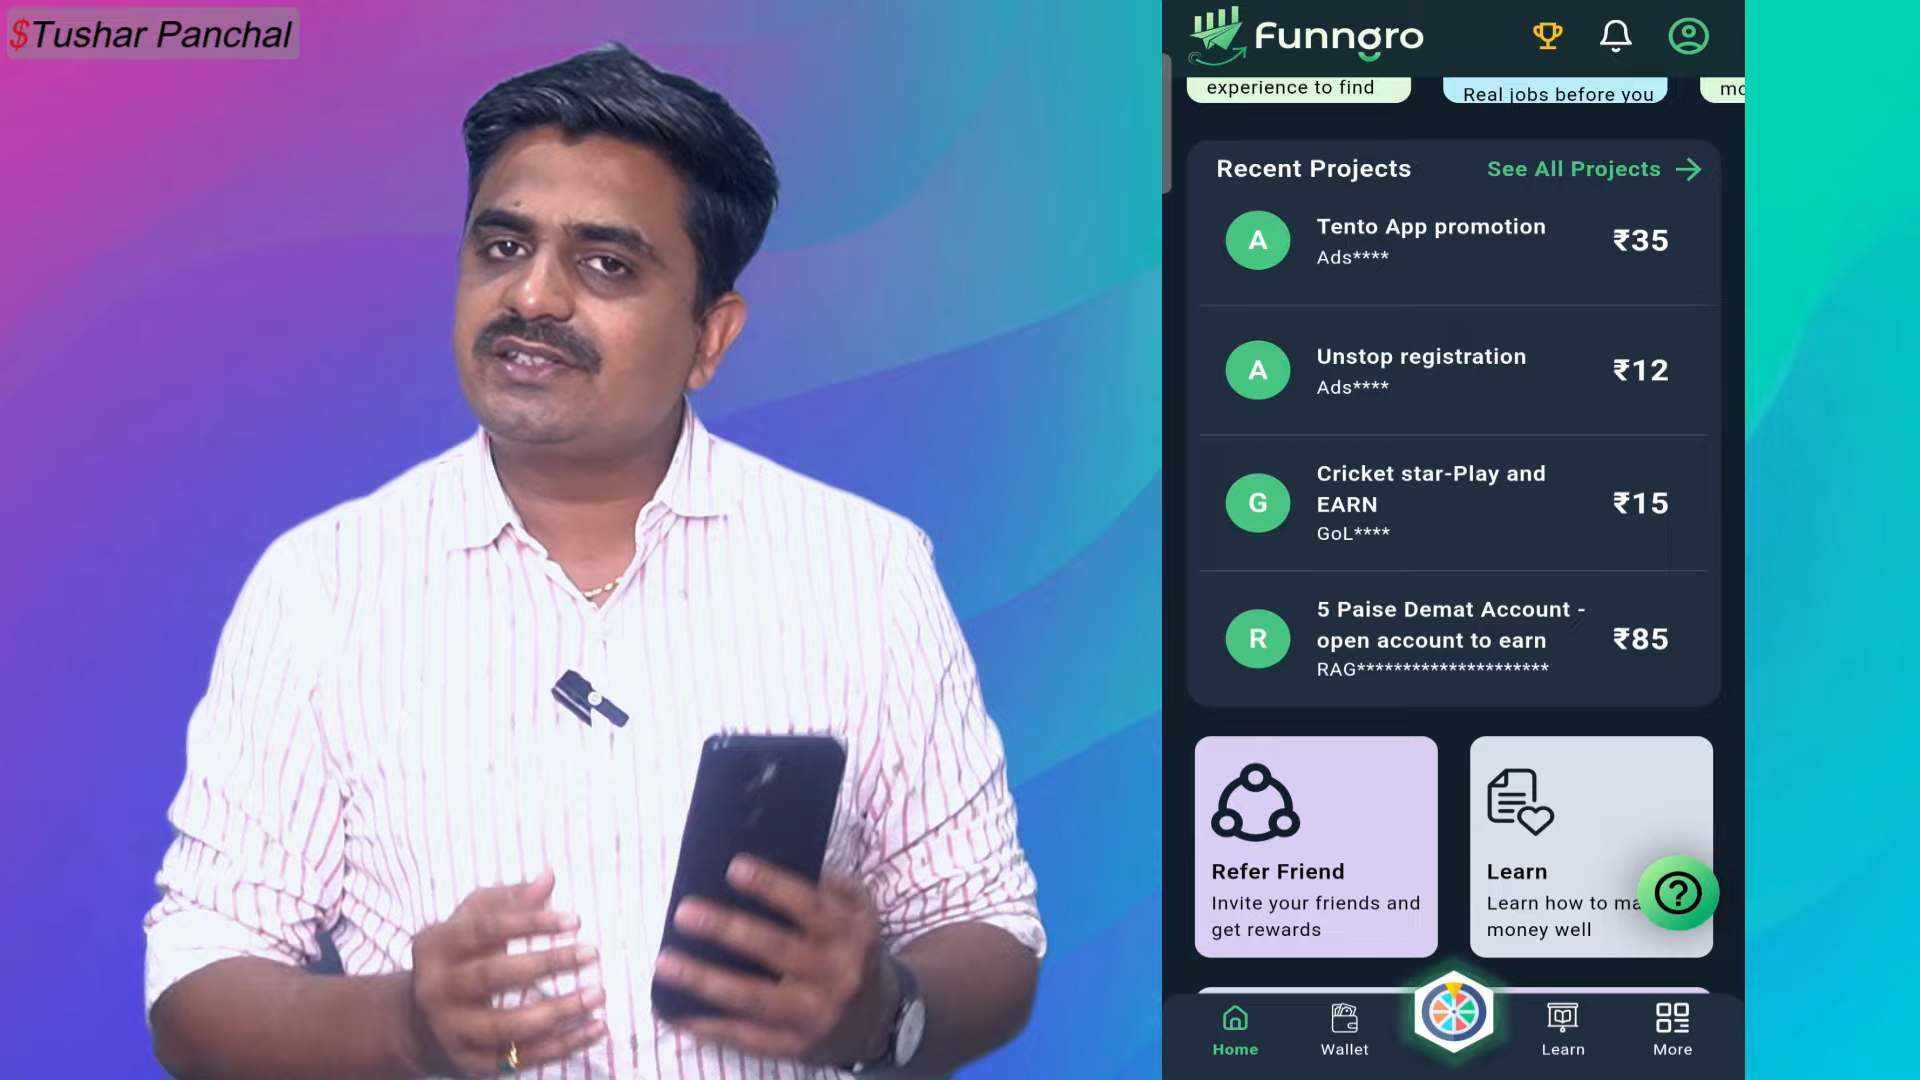 $Tushar Panchal
Funngro
experience to find
Real jobs before you
mo
Recent Projects
See All Projects
A
Tento App promotion
Ads****
₹35
A
Unstop registration
Ads****
₹12
G
Cricket star-Play and
EARN
GoL****
₹15
R
5 Paise Demat Account -
open account to earn
RAG*********************
₹85
Refer Friend
Invite your friends and
get rewards
Learn
Learn how to ma
money well
?
Home
Wallet
Learn
More